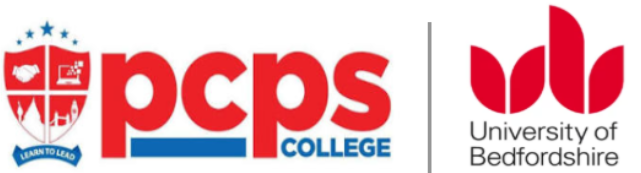 pcps
COLLEGE
LEARN TO LEAD
University of
Bedfordshire